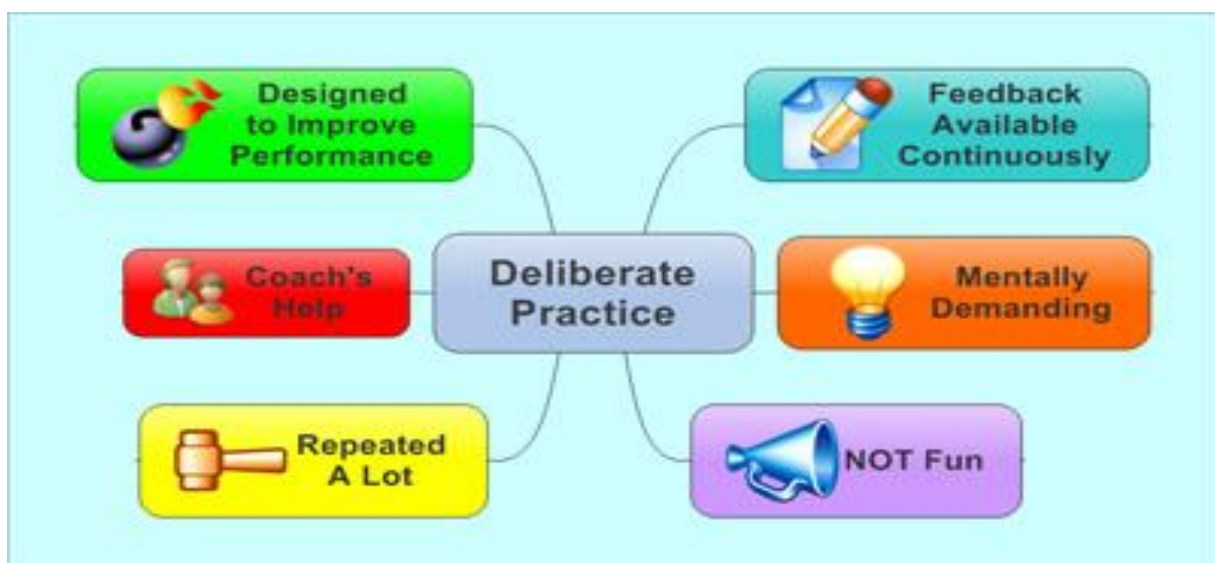 Designed
to Improve
Performance
Feedback
Available
Continuously
Coach's
Help
Deliberate
Practice
Mentally
Demanding
Repeated
A Lot
NOT Fun